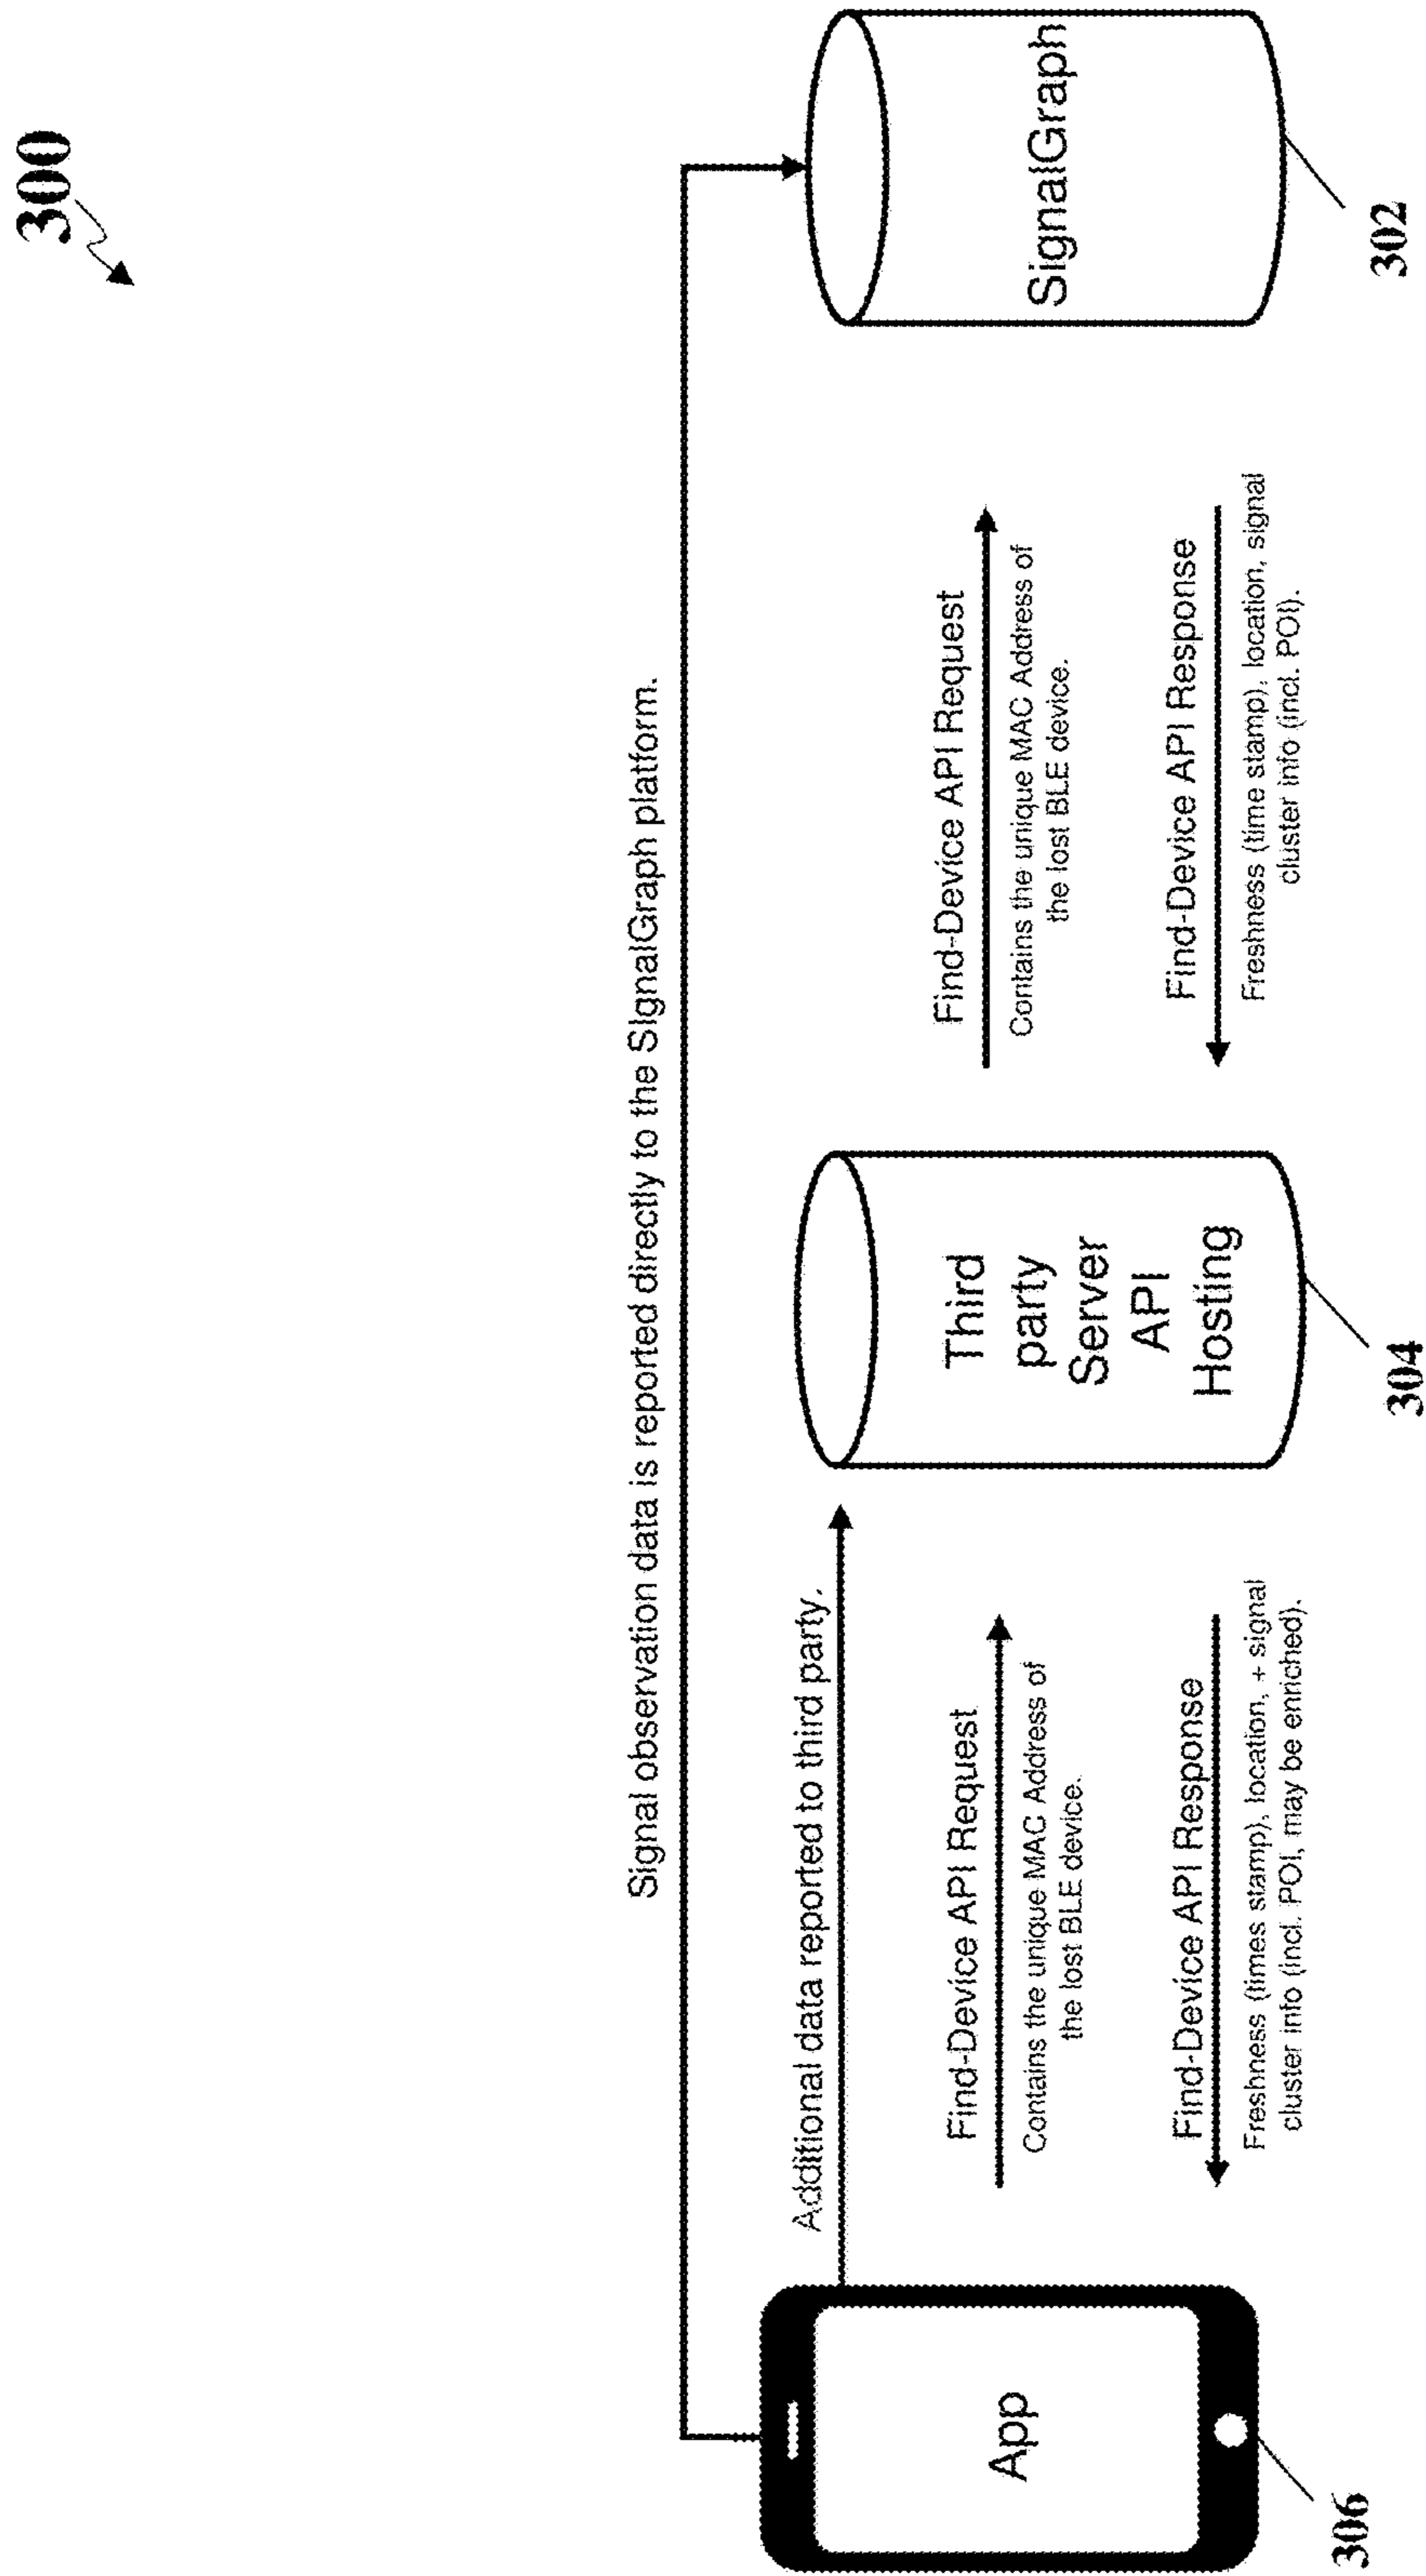 300
Signal observation data is reported directly to the SignalGraph platform.
Additional data reported to third party.
App
306
Find-Device API Request
Contains the unique MAC Address of
the lost BLE device.
Find-Device API Response
Freshness (times stamp), location, + signal
cluster info (incl. POI, may be enriched).
Third
party
Server
API
Hosting
304
Find-Device API Request
Contains the unique MAC Address of
the lost BLE device.
Find-Device API Response
Freshness (time stamp), location, signal
cluster info (incl. POI).
SignalGraph
302